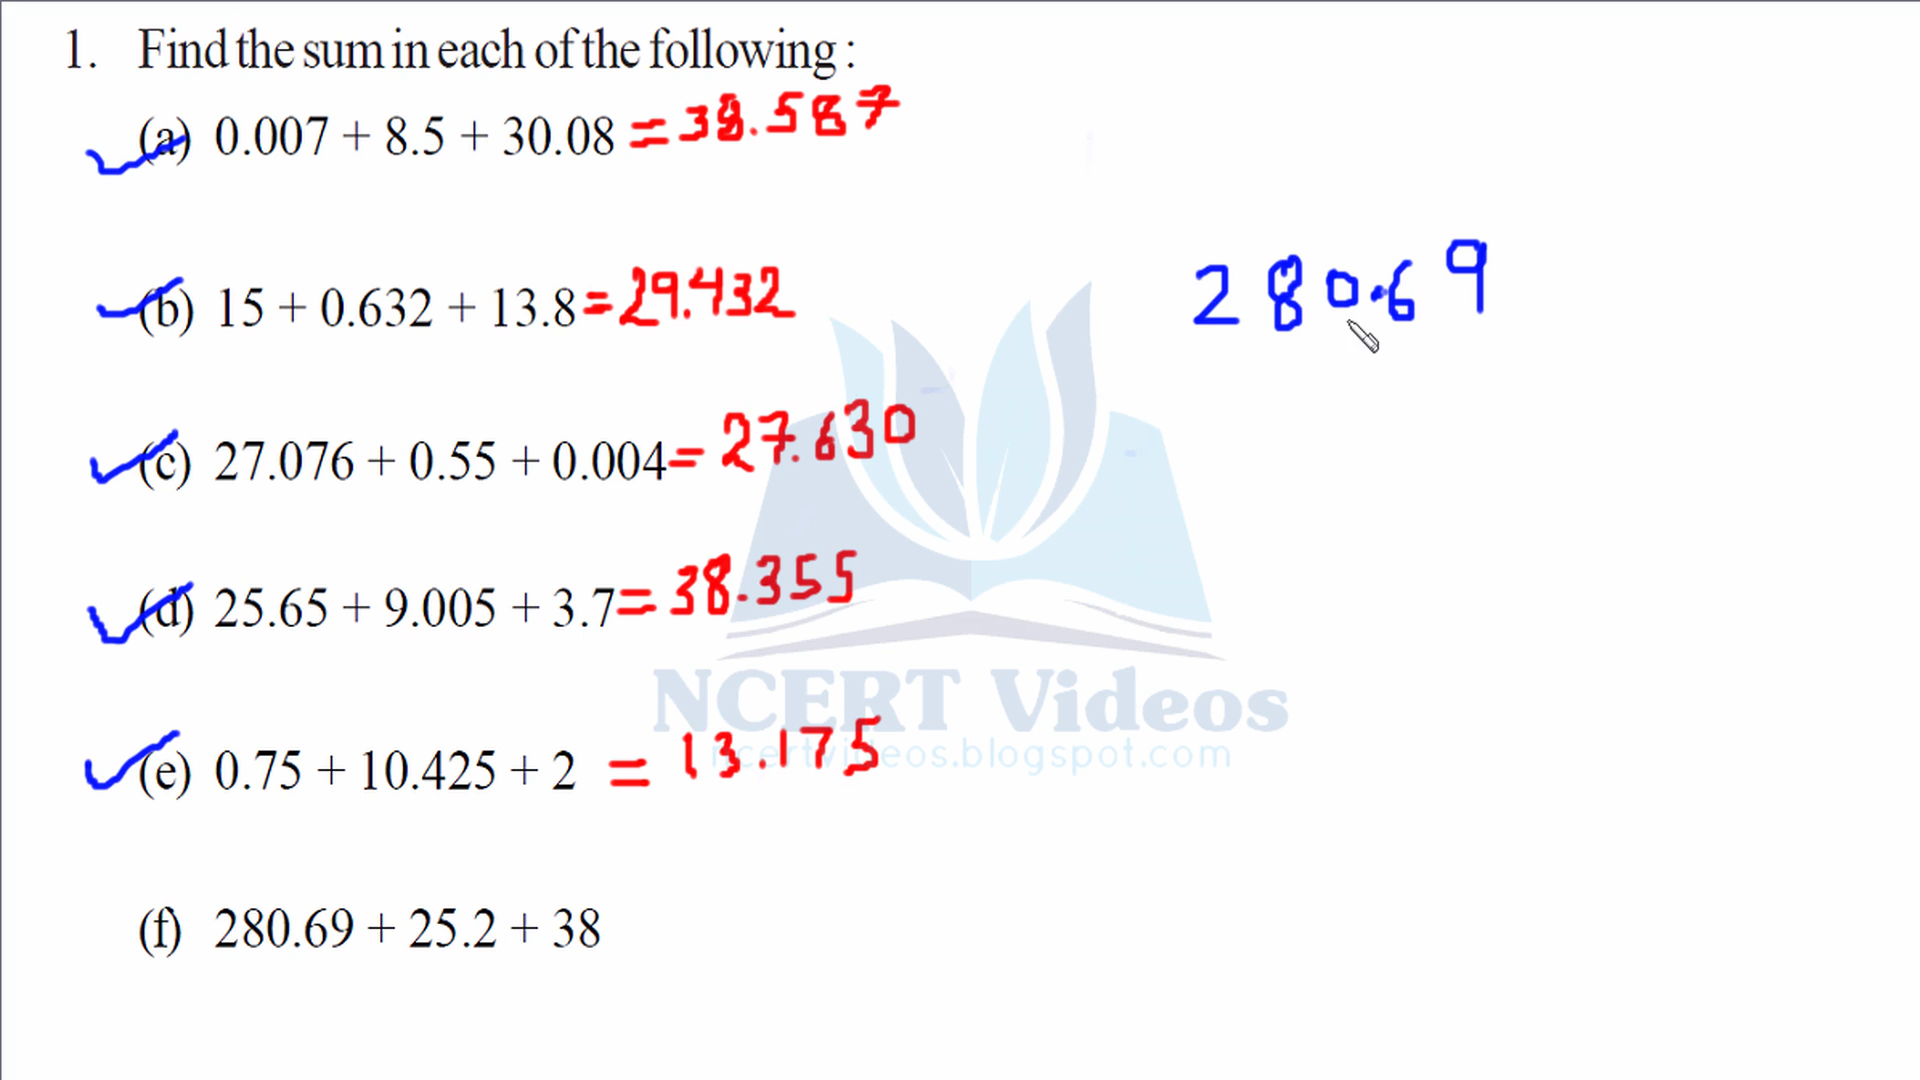 1. Find the sum in each of the following :
(a) 0.007 + 8.5 + 30.08 = 38.587
(b) 15 + 0.632 + 13.8 = 29.432
280.69
(c) 27.076 + 0.55 + 0.004 = 27.630
(d) 25.65 + 9.005 + 3.7 = 38.355
NCERT Videos
ncertvideos.blogspot.com
(e) 0.75 + 10.425 + 2 = 13.175
(f) 280.69 + 25.2 + 38